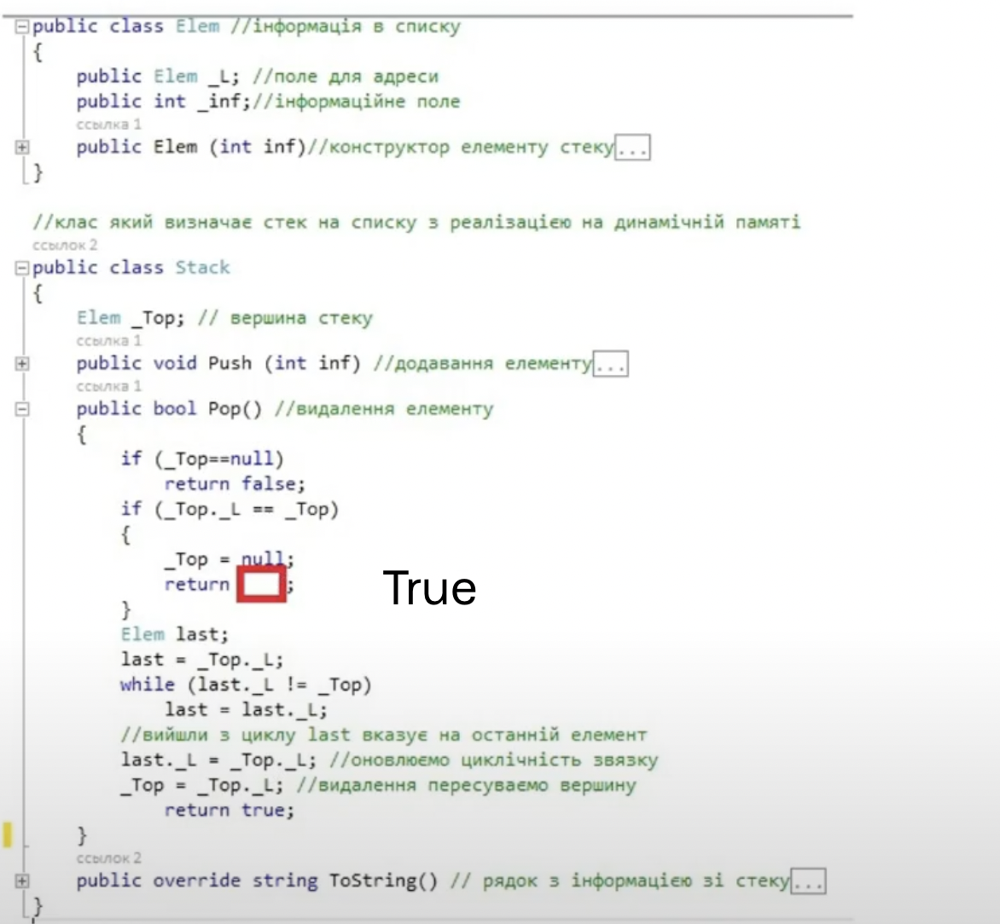 public class Elem //інформація в списку
{
public Elem _L; //поле для адреси
public int _inf;//інформаційне поле
ссылка 1
public Elem (int inf)//конструктор елементу стеку...
}
//клас який визначає стек на списку з реалізацією на динамічній памяті
ссылок 2
public class Stack
{
Elem _Top; // вершина стеку
ссылка 1
public void Push (int inf) //додавання елементу...
ссылка 1
public bool Pop() //видалення елементу
{
if (_Top==null)
return false;
if (_Top._L == _Top)
{
_Top = null;
return ;
True
}
Elem last;
last = _Top._L;
while (last._L != _Top)
last = last._L;
//вийшли з циклу last вказує на останній елемент
last._L = _Top._L; //оновлюємо циклічність звязку
_Top = _Top._L; //видалення пересуваємо вершину
return true;
}
ссылок 2
public override string ToString() // рядок з інформацією зі стеку...
}